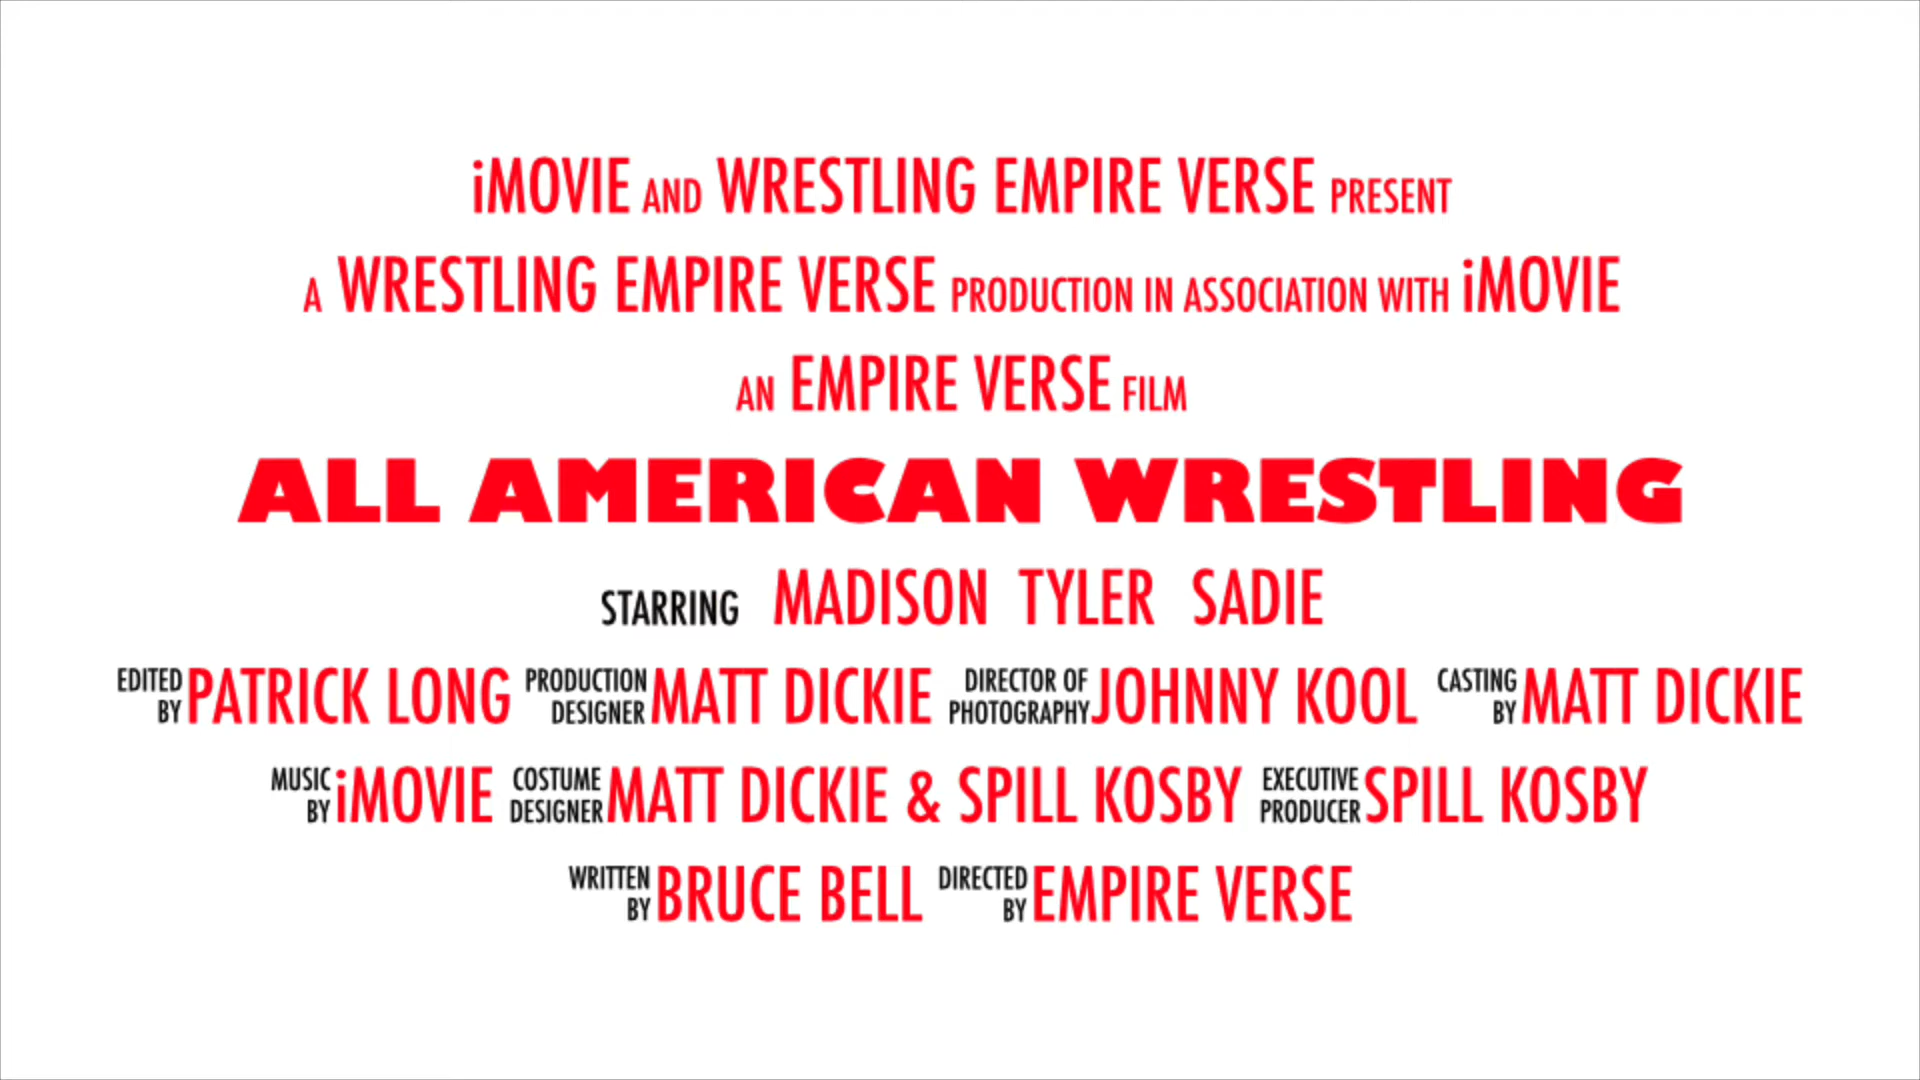 iMOVIE AND WRESTLING EMPIRE VERSE PRESENT
A WRESTLING EMPIRE VERSE PRODUCTION IN ASSOCIATION WITH iMOVIE
AN EMPIRE VERSE FILM
ALL AMERICAN WRESTLING
STARRING MADISON TYLER SADIE
EDITED BY PATRICK LONG PRODUCTION DESIGNER MATT DICKIE DIRECTOR OF PHOTOGRAPHY JOHNNY KOOL CASTING BY MATT DICKIE
MUSIC BY iMOVIE COSTUME DESIGNER MATT DICKIE & SPILL KOSBY EXECUTIVE PRODUCER SPILL KOSBY
WRITTEN BY BRUCE BELL DIRECTED BY EMPIRE VERSE